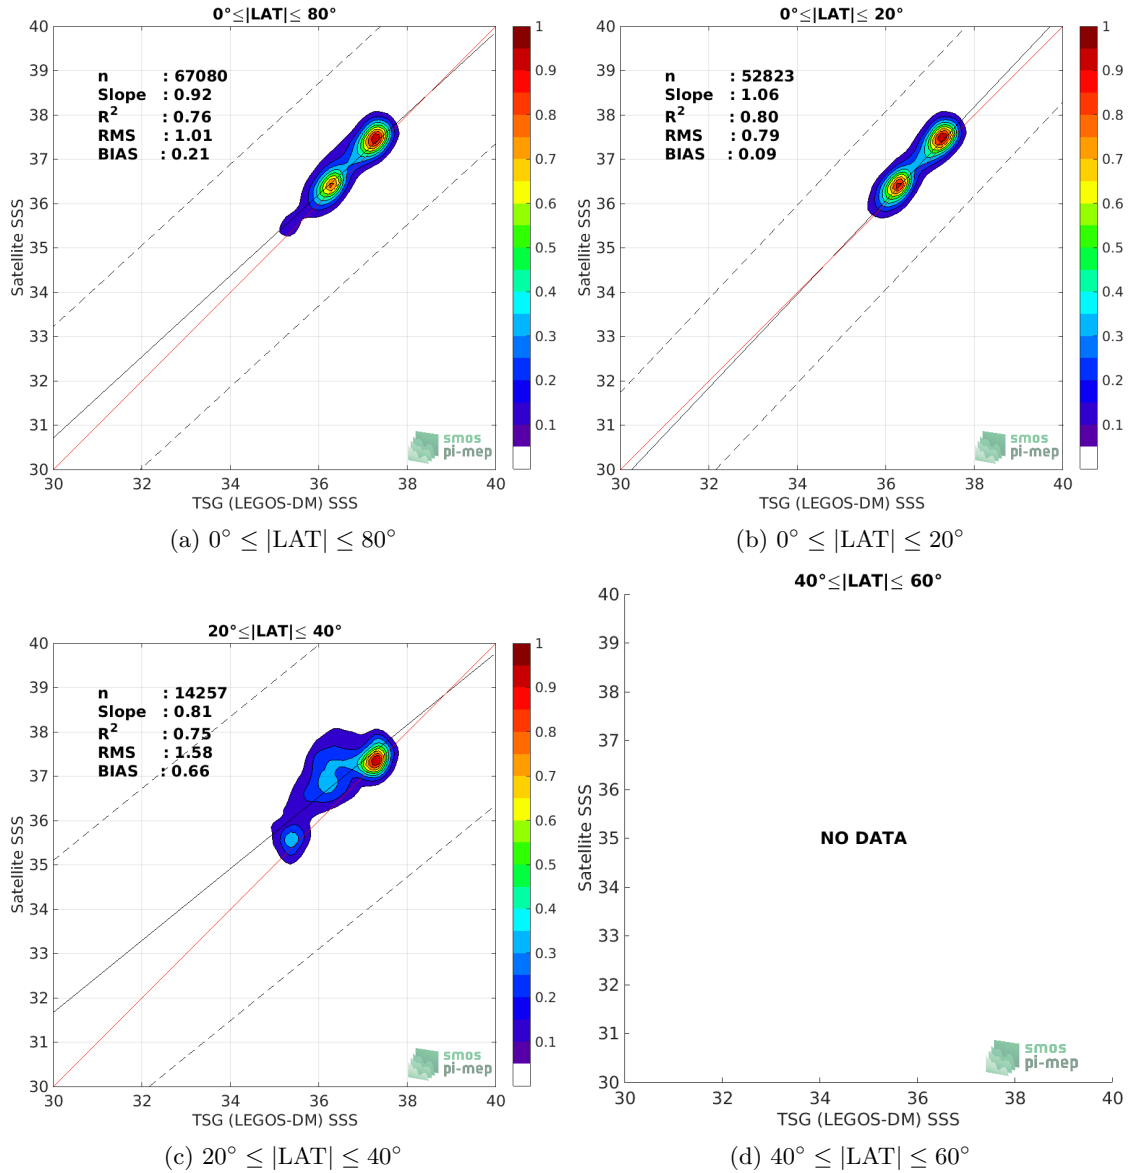 0°≤|LAT|≤ 80°
n : 67080
Slope : 0.92
R² : 0.76
RMS : 1.01
BIAS : 0.21
Satellite SSS
40
39
38
37
36
35
34
33
32
31
30
30 32 34 36 38 40
TSG (LEGOS-DM) SSS
1
0.9
0.8
0.7
0.6
0.5
0.4
0.3
0.2
0.1
smos
pi-mep
(a) 0° ≤ |LAT| ≤ 80°
0°≤|LAT|≤ 20°
n : 52823
Slope : 1.06
R² : 0.80
RMS : 0.79
BIAS : 0.09
Satellite SSS
40
39
38
37
36
35
34
33
32
31
30
30 32 34 36 38 40
TSG (LEGOS-DM) SSS
1
0.9
0.8
0.7
0.6
0.5
0.4
0.3
0.2
0.1
smos
pi-mep
(b) 0° ≤ |LAT| ≤ 20°
20°≤|LAT|≤ 40°
n : 14257
Slope : 0.81
R² : 0.75
RMS : 1.58
BIAS : 0.66
Satellite SSS
40
39
38
37
36
35
34
33
32
31
30
30 32 34 36 38 40
TSG (LEGOS-DM) SSS
1
0.9
0.8
0.7
0.6
0.5
0.4
0.3
0.2
0.1
smos
pi-mep
(c) 20° ≤ |LAT| ≤ 40°
40°≤|LAT|≤ 60°
Satellite SSS
40
39
38
37
36
35
34
33
32
31
30
NO DATA
30 32 34 36 38 40
TSG (LEGOS-DM) SSS
smos
pi-mep
(d) 40° ≤ |LAT| ≤ 60°